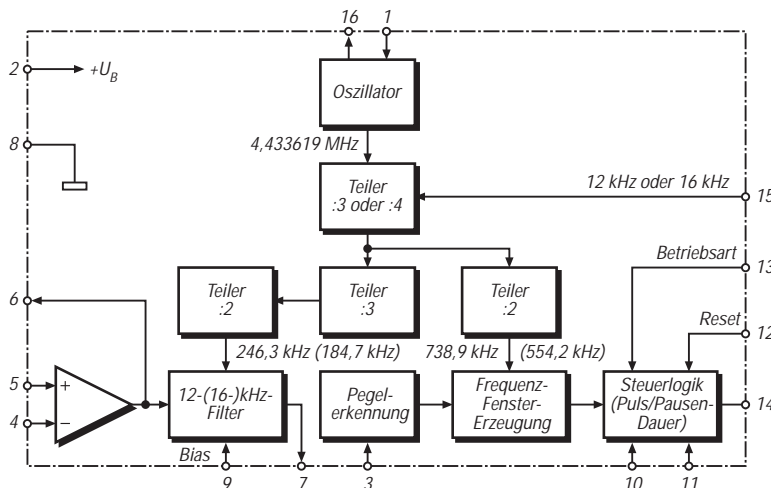 16 1
2 +U_B
Oszillator
8
4,433619 MHz
Teiler
:3 oder :4
12 kHz oder 16 kHz
15
Betriebsart
13
6
Teiler
:2
Teiler
:3
Teiler
:2
Reset
12
246,3 kHz (184,7 kHz)
738,9 kHz (554,2 kHz)
5 +
4 –
12-(16-)kHz-
Filter
Pegel-
erkennung
Frequenz-
Fenster-
Erzeugung
Steuerlogik
(Puls/Pausen-
Dauer)
14
Bias
9 7 3 10 11